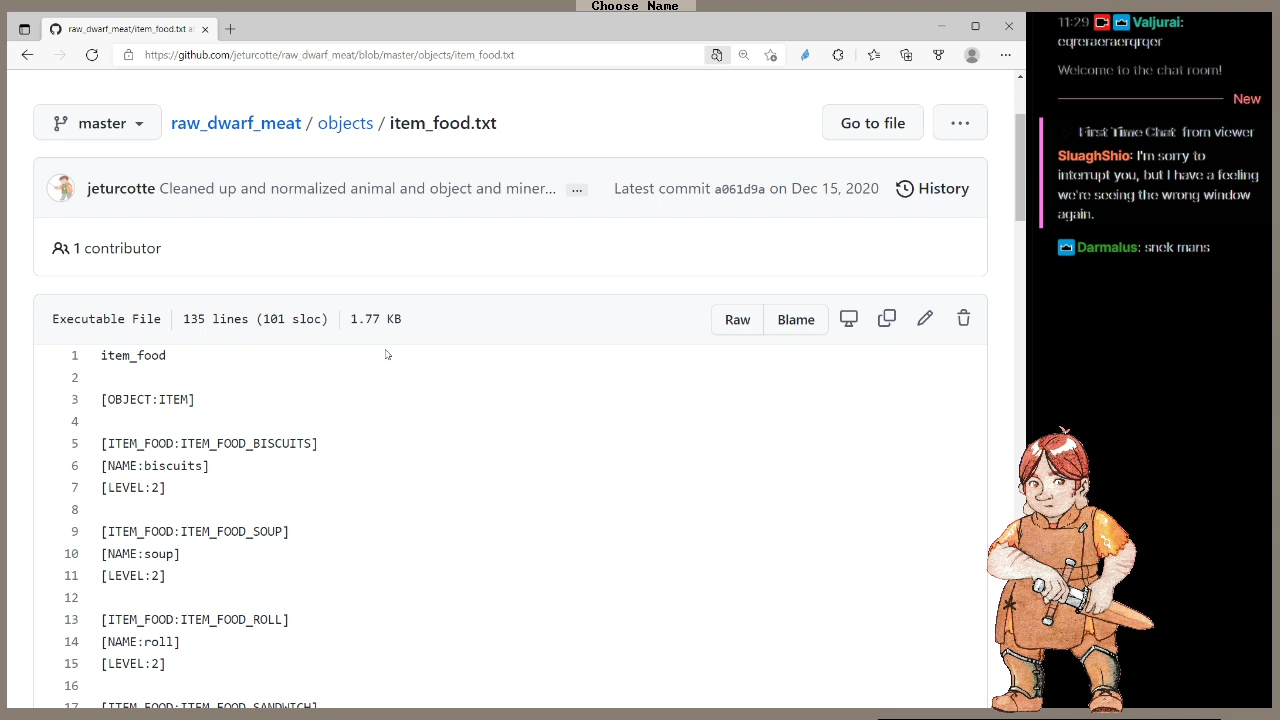 Choose Name
raw_dwarf_meat/item_food.txt a
https://github.com/jeturcotte/raw_dwarf_meat/blob/master/objects/item_food.txt
master
raw_dwarf_meat / objects / item_food.txt
Go to file
jeturcotte Cleaned up and normalized animal and object and miner... ... Latest commit a061d9a on Dec 15, 2020 History
1 contributor
Executable File 135 lines (101 sloc) 1.77 KB
Raw Blame
1 item_food
2
3 [OBJECT:ITEM]
4
5 [ITEM_FOOD:ITEM_FOOD_BISCUITS]
6 [NAME:biscuits]
7 [LEVEL:2]
8
9 [ITEM_FOOD:ITEM_FOOD_SOUP]
10 [NAME:soup]
11 [LEVEL:2]
12
13 [ITEM_FOOD:ITEM_FOOD_ROLL]
14 [NAME:roll]
15 [LEVEL:2]
16
17 [ITEM_FOOD:ITEM_FOOD_SANDWICH]
11:29 Valjurai:
eqreraeraerqrqer
Welcome to the chat room!
New
First Time Chat from viewer
SluaghShio: I'm sorry to
interrupt you, but I have a feeling
we're seeing the wrong window
again.
Darmalus: snek mans